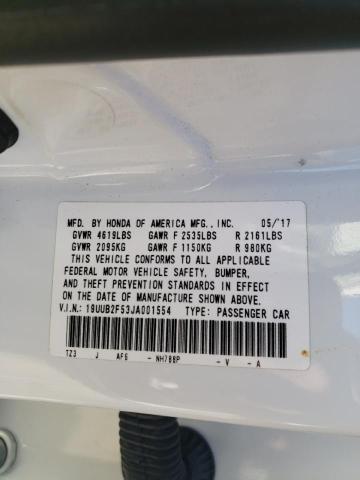 MFD. BY HONDA OF AMERICA MFG., INC. 05/17
GVWR 4619LBS GAWR F 2535LBS R 2161LBS
GVWR 2095KG GAWR F 1150KG R 980KG
THIS VEHICLE CONFORMS TO ALL APPLICABLE
FEDERAL MOTOR VEHICLE SAFETY, BUMPER,
AND THEFT PREVENTION STANDARDS IN EFFECT
ON THE DATE OF MANUFACTURE SHOWN ABOVE.
V.I.N.: 19UUB2F53JA001554 TYPE: PASSENGER CAR
TZ3 J AF6 - NH788P - V - A